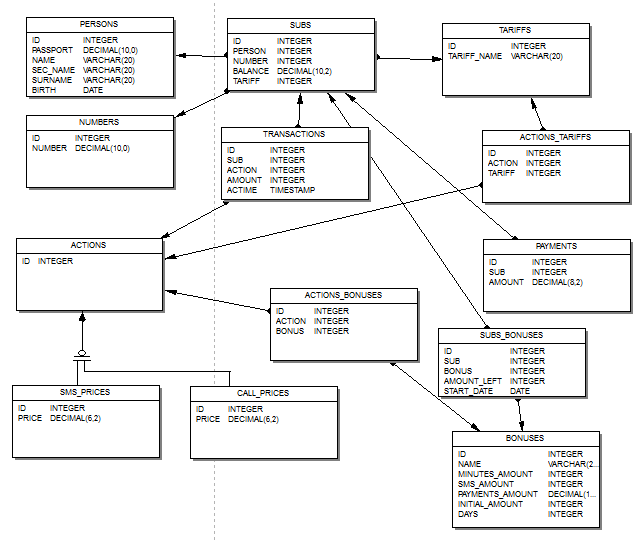 PERSONS
ID INTEGER
PASSPORT DECIMAL(10,0)
NAME VARCHAR(20)
SEC_NAME VARCHAR(20)
SURNAME VARCHAR(20)
BIRTH DATE
SUBS
ID INTEGER
PERSON INTEGER
NUMBER INTEGER
BALANCE DECIMAL(10,2)
TARIFF INTEGER
TARIFFS
ID INTEGER
TARIFF_NAME VARCHAR(20)
NUMBERS
ID INTEGER
NUMBER DECIMAL(10,0)
TRANSACTIONS
ID INTEGER
SUB INTEGER
ACTION INTEGER
AMOUNT INTEGER
ACTIME TIMESTAMP
ACTIONS_TARIFFS
ID INTEGER
ACTION INTEGER
TARIFF INTEGER
ACTIONS
ID INTEGER
PAYMENTS
ID INTEGER
SUB INTEGER
AMOUNT DECIMAL(8,2)
ACTIONS_BONUSES
ID INTEGER
ACTION INTEGER
BONUS INTEGER
SUBS_BONUSES
ID INTEGER
SUB INTEGER
BONUS INTEGER
AMOUNT_LEFT INTEGER
START_DATE DATE
SMS_PRICES
ID INTEGER
PRICE DECIMAL(6,2)
CALL_PRICES
ID INTEGER
PRICE DECIMAL(6,2)
BONUSES
ID INTEGER
NAME VARCHAR(2...
MINUTES_AMOUNT INTEGER
SMS_AMOUNT INTEGER
PAYMENTS_AMOUNT DECIMAL(1...
INITIAL_AMOUNT INTEGER
DAYS INTEGER